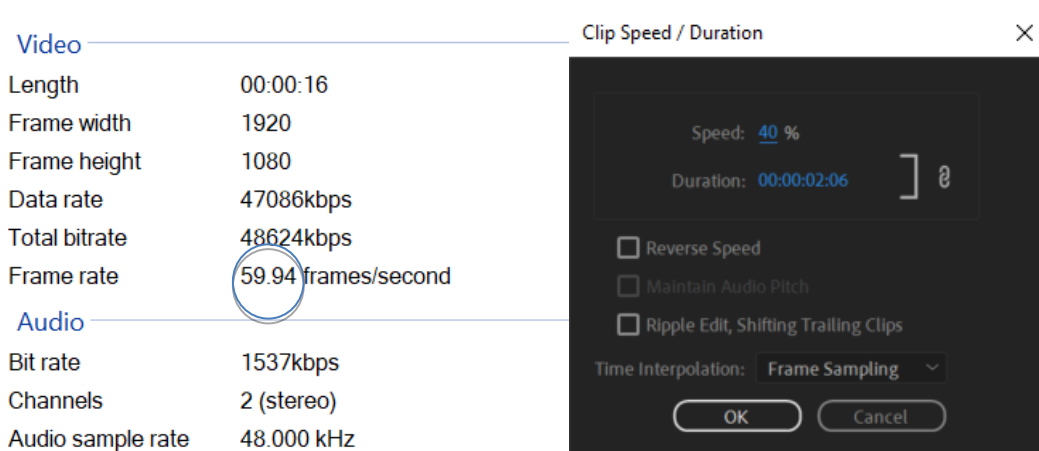 Video
Length 00:00:16
Frame width 1920
Frame height 1080
Data rate 47086kbps
Total bitrate 48624kbps
Frame rate 59.94 frames/second
Audio
Bit rate 1537kbps
Channels 2 (stereo)
Audio sample rate 48.000 kHz
Clip Speed / Duration
Speed: 40 %
Duration: 00:00:02:06
Reverse Speed
Maintain Audio Pitch
Ripple Edit, Shifting Trailing Clips
Time Interpolation: Frame Sampling
OK Cancel